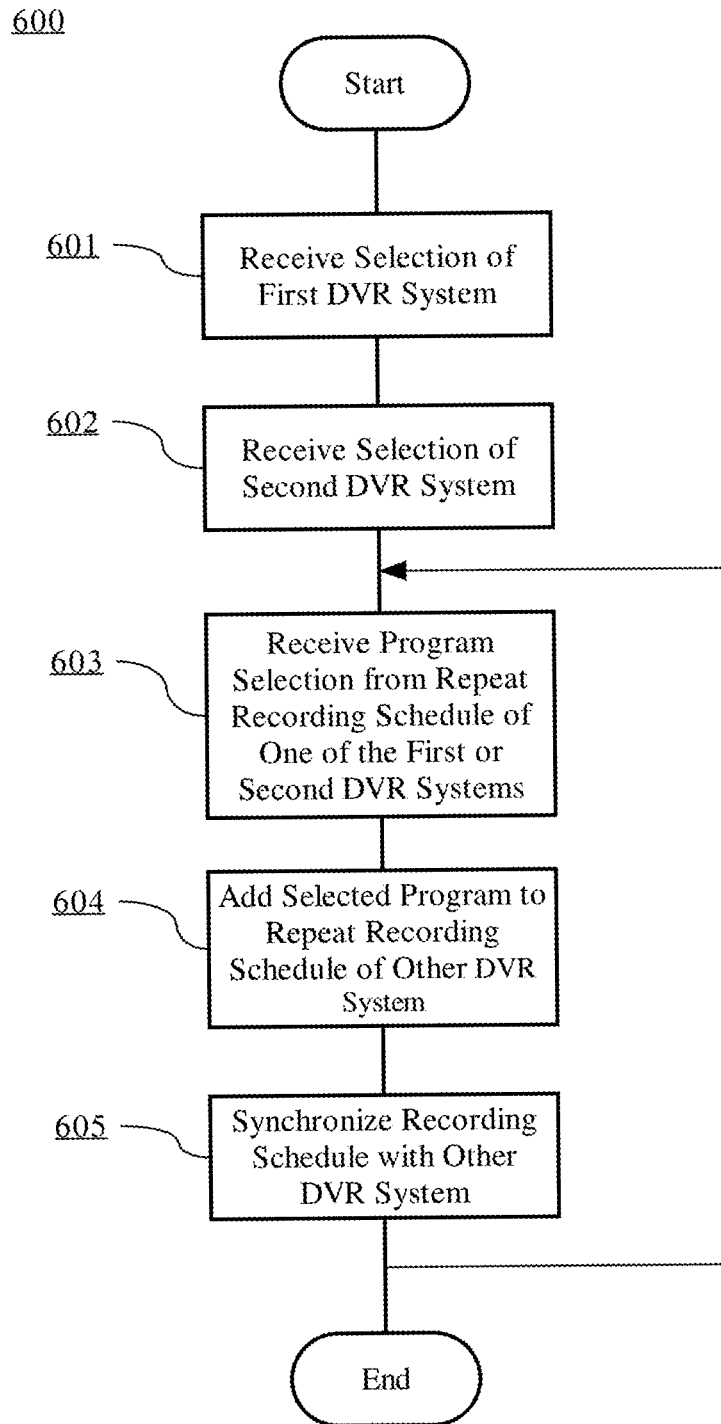 600
Start
601
Receive Selection of
First DVR System
602
Receive Selection of
Second DVR System
603
Receive Program
Selection from Repeat
Recording Schedule of
One of the First or
Second DVR Systems
604
Add Selected Program to
Repeat Recording
Schedule of Other DVR
System
605
Synchronize Recording
Schedule with Other
DVR System
End